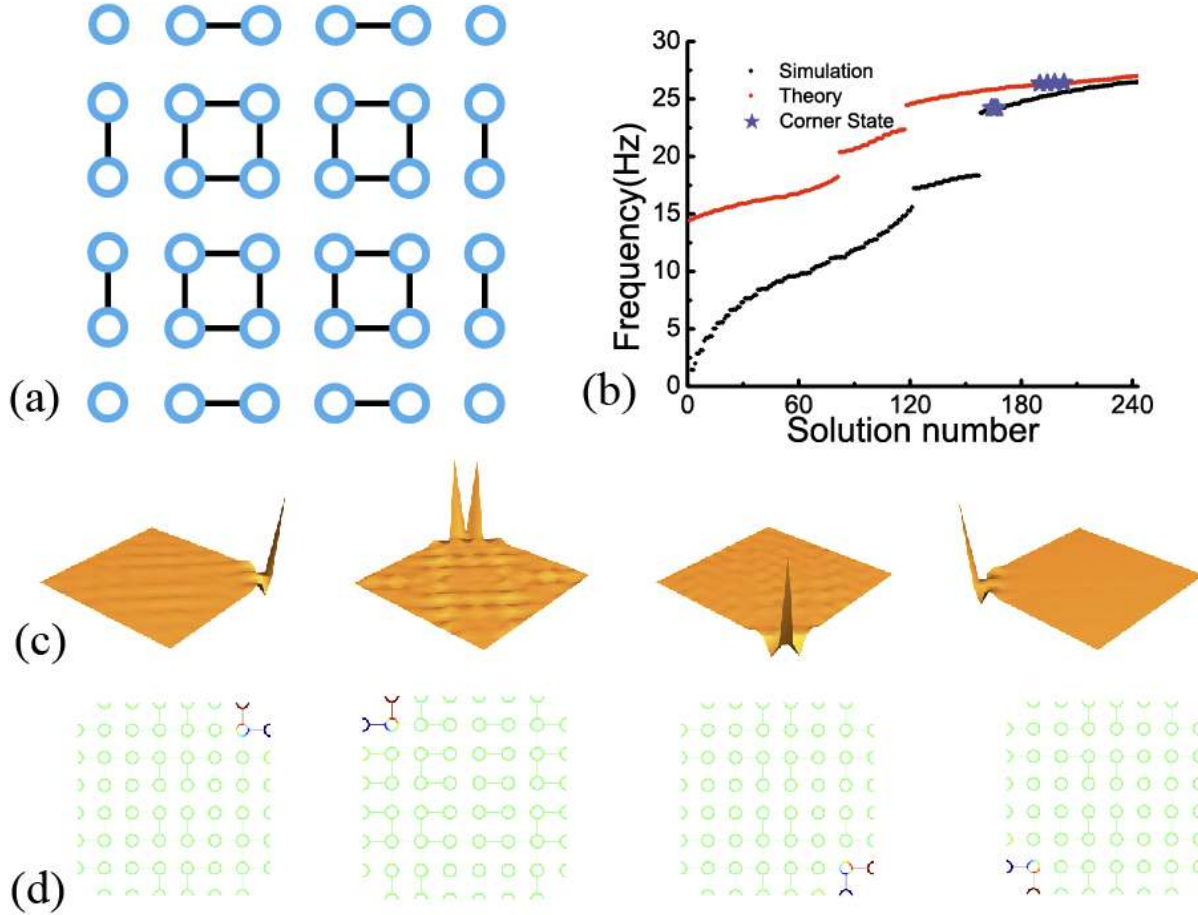 (a)
30
25
20
15
10
5
0
Frequency(Hz)
Simulation
Theory
Corner State
0 60 120 180 240
Solution number
(b)
(c)
(d)